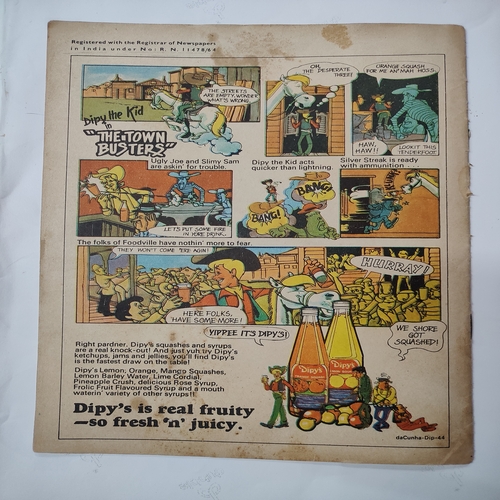 Registered with the Registrar of Newspapers
in India under No: R. N. 11478/64
THE STREETS
ARE EMPTY, WONDER
WHAT'S WRONG.
Dipy the Kid
in
"THE TOWN
BUSTERS"
OH,
THE DESPERATE
THREE!
ORANGE SQUASH
FOR ME AN' MAH HOSS.
HAW,
HAW!!
LOOKIT THIS
TENDERFOOT
Ugly Joe and Slimy Sam
are askin' for trouble.
Dipy the Kid acts
quicker than lightning.
Silver Streak is ready
with ammunition . . .
LET'S PUT SOME FIRE
IN YORE DRINK.
BANG!
BANG!
The folks of Foodville have nothin' more to fear.
THEY WON'T COME 'ERE AGIN!
HERE FOLKS,
'HAVE SOME MORE!
HURRAY!
YIPPEE IT'S DIPY'S!
WE SHORE
GOT
SQUASHED!
Right pardner. Dipy's squashes and syrups
are a real knock-out! And just yuh try Dipy's
ketchups, jams and jellies, you'll find Dipy's
is the fastest draw on the table!
Dipy's Lemon, Orange, Mango Squashes,
Lemon Barley Water, Lime Cordial,
Pineapple Crush, delicious Rose Syrup,
Frolic Fruit Flavoured Syrup and a mouth
waterin' variety of other syrups!!
Dipy's
Dipy's
Dipy's is real fruity
—so fresh 'n' juicy.
daCunha-Dip-44